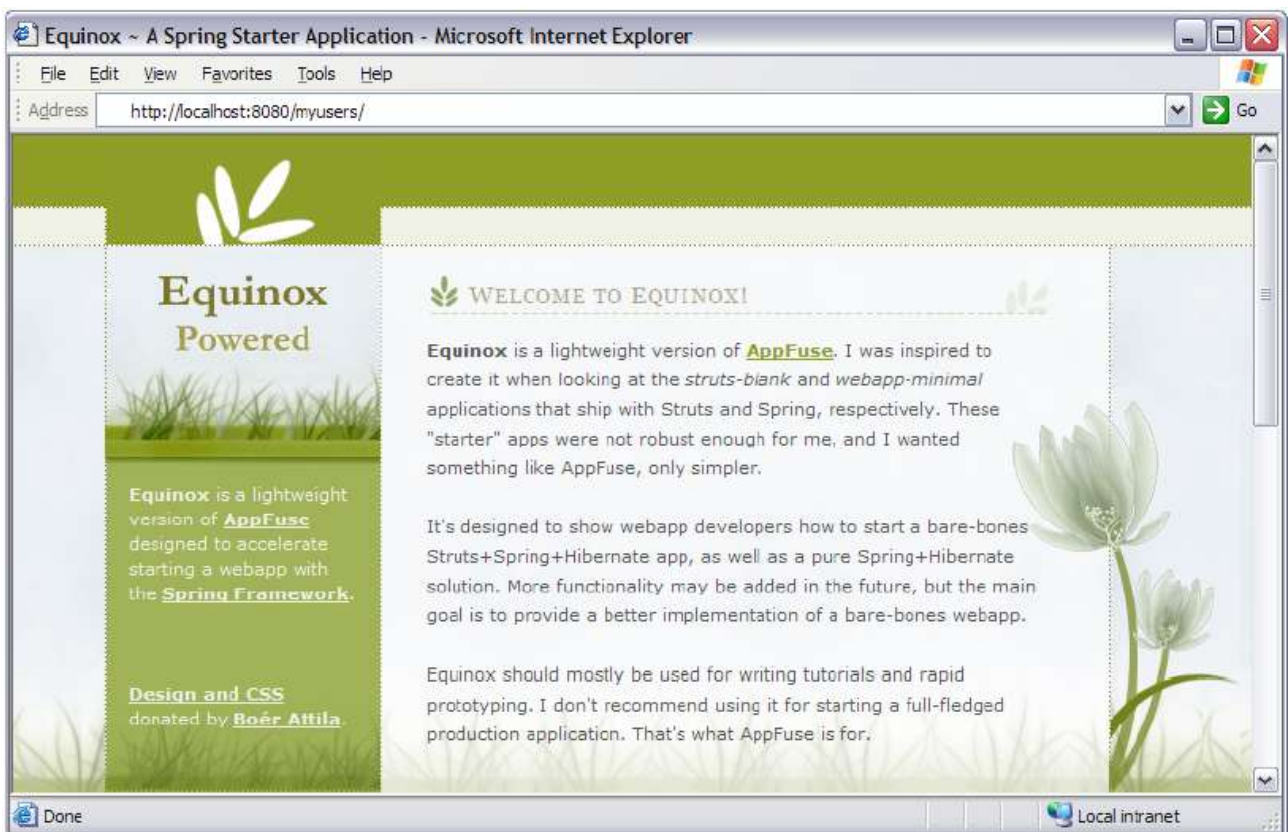 Equinox ~ A Spring Starter Application - Microsoft Internet Explorer
File Edit View Favorites Tools Help
Address http://localhost:8080/myusers/ Go
Equinox
Powered
Equinox is a lightweight
version of AppFuse
designed to accelerate
starting a webapp with
the Spring Framework.
Design and CSS
donated by Boér Attila.
WELCOME TO EQUINOX!
Equinox is a lightweight version of AppFuse. I was inspired to
create it when looking at the struts-blank and webapp-minimal
applications that ship with Struts and Spring, respectively. These
"starter" apps were not robust enough for me, and I wanted
something like AppFuse, only simpler.
It's designed to show webapp developers how to start a bare-bones
Struts+Spring+Hibernate app, as well as a pure Spring+Hibernate
solution. More functionality may be added in the future, but the main
goal is to provide a better implementation of a bare-bones webapp.
Equinox should mostly be used for writing tutorials and rapid
prototyping. I don't recommend using it for starting a full-fledged
production application. That's what AppFuse is for.
Done Local intranet